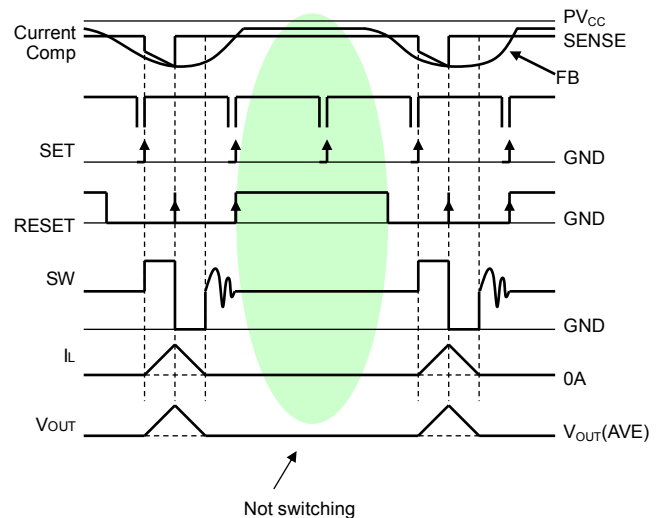 Current
Comp
PVCC
SENSE
FB
SET
GND
RESET
GND
SW
GND
IL
0A
VOUT
VOUT(AVE)
Not switching